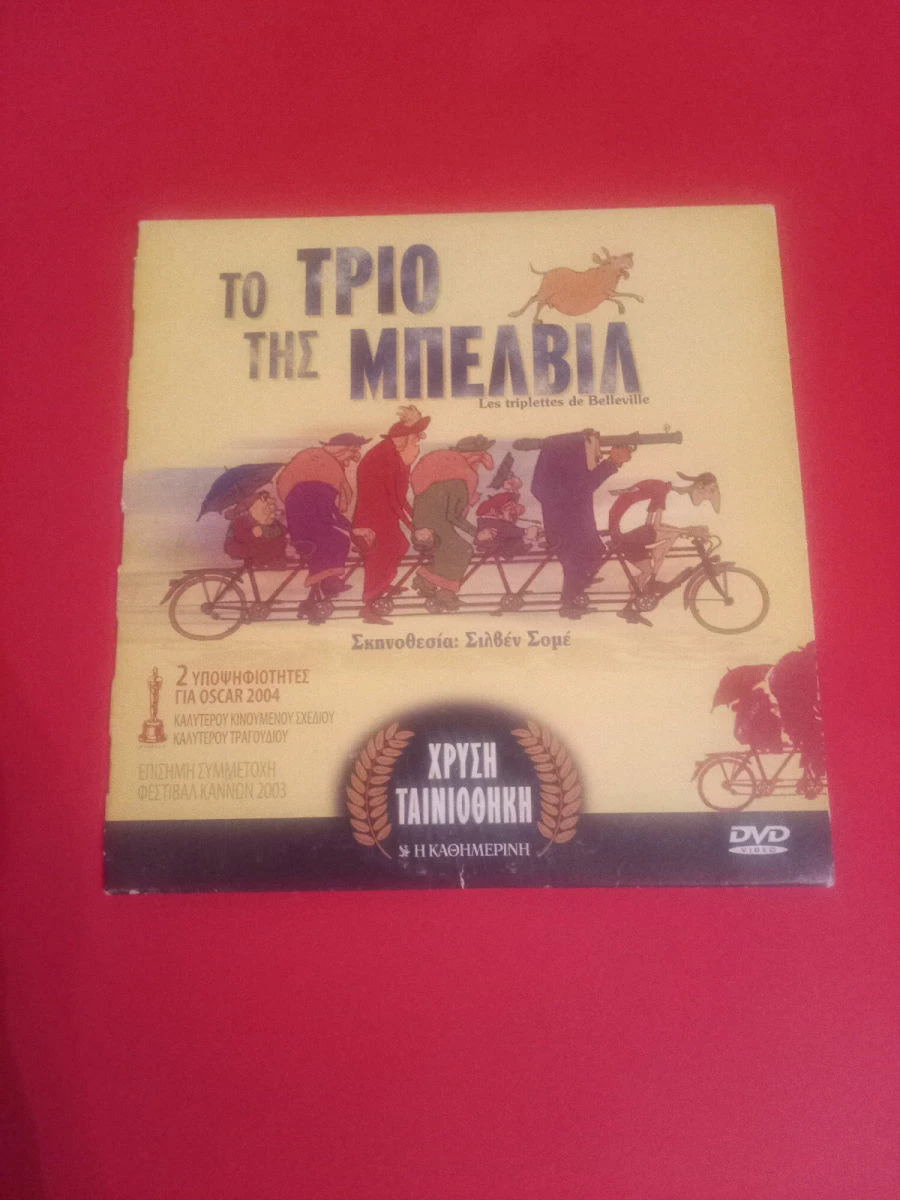 ΤΟ ΤΡΙΟ
ΤΗΣ ΜΠΕΛΒΙΛ
Les triplettes de Belleville
Σκηνοθεσία: Σιλβέν Σομέ
2 ΥΠΟΨΗΦΙΟΤΗΤΕΣ
ΓΙΑ OSCAR 2004
ΚΑΛΥΤΕΡΟΥ ΚΙΝΟΥΜΕΝΟΥ ΣΧΕΔΙΟΥ
ΚΑΛΥΤΕΡΟΥ ΤΡΑΓΟΥΔΙΟΥ
ΕΠΙΣΗΜΗ ΣΥΜΜΕΤΟΧΗ
ΦΕΣΤΙΒΑΛ ΚΑΝΝΩΝ 2003
ΧΡΥΣΗ
ΤΑΙΝΙΟΘΗΚΗ
Η ΚΑΘΗΜΕΡΙΝΗ
DVD
VIDEO